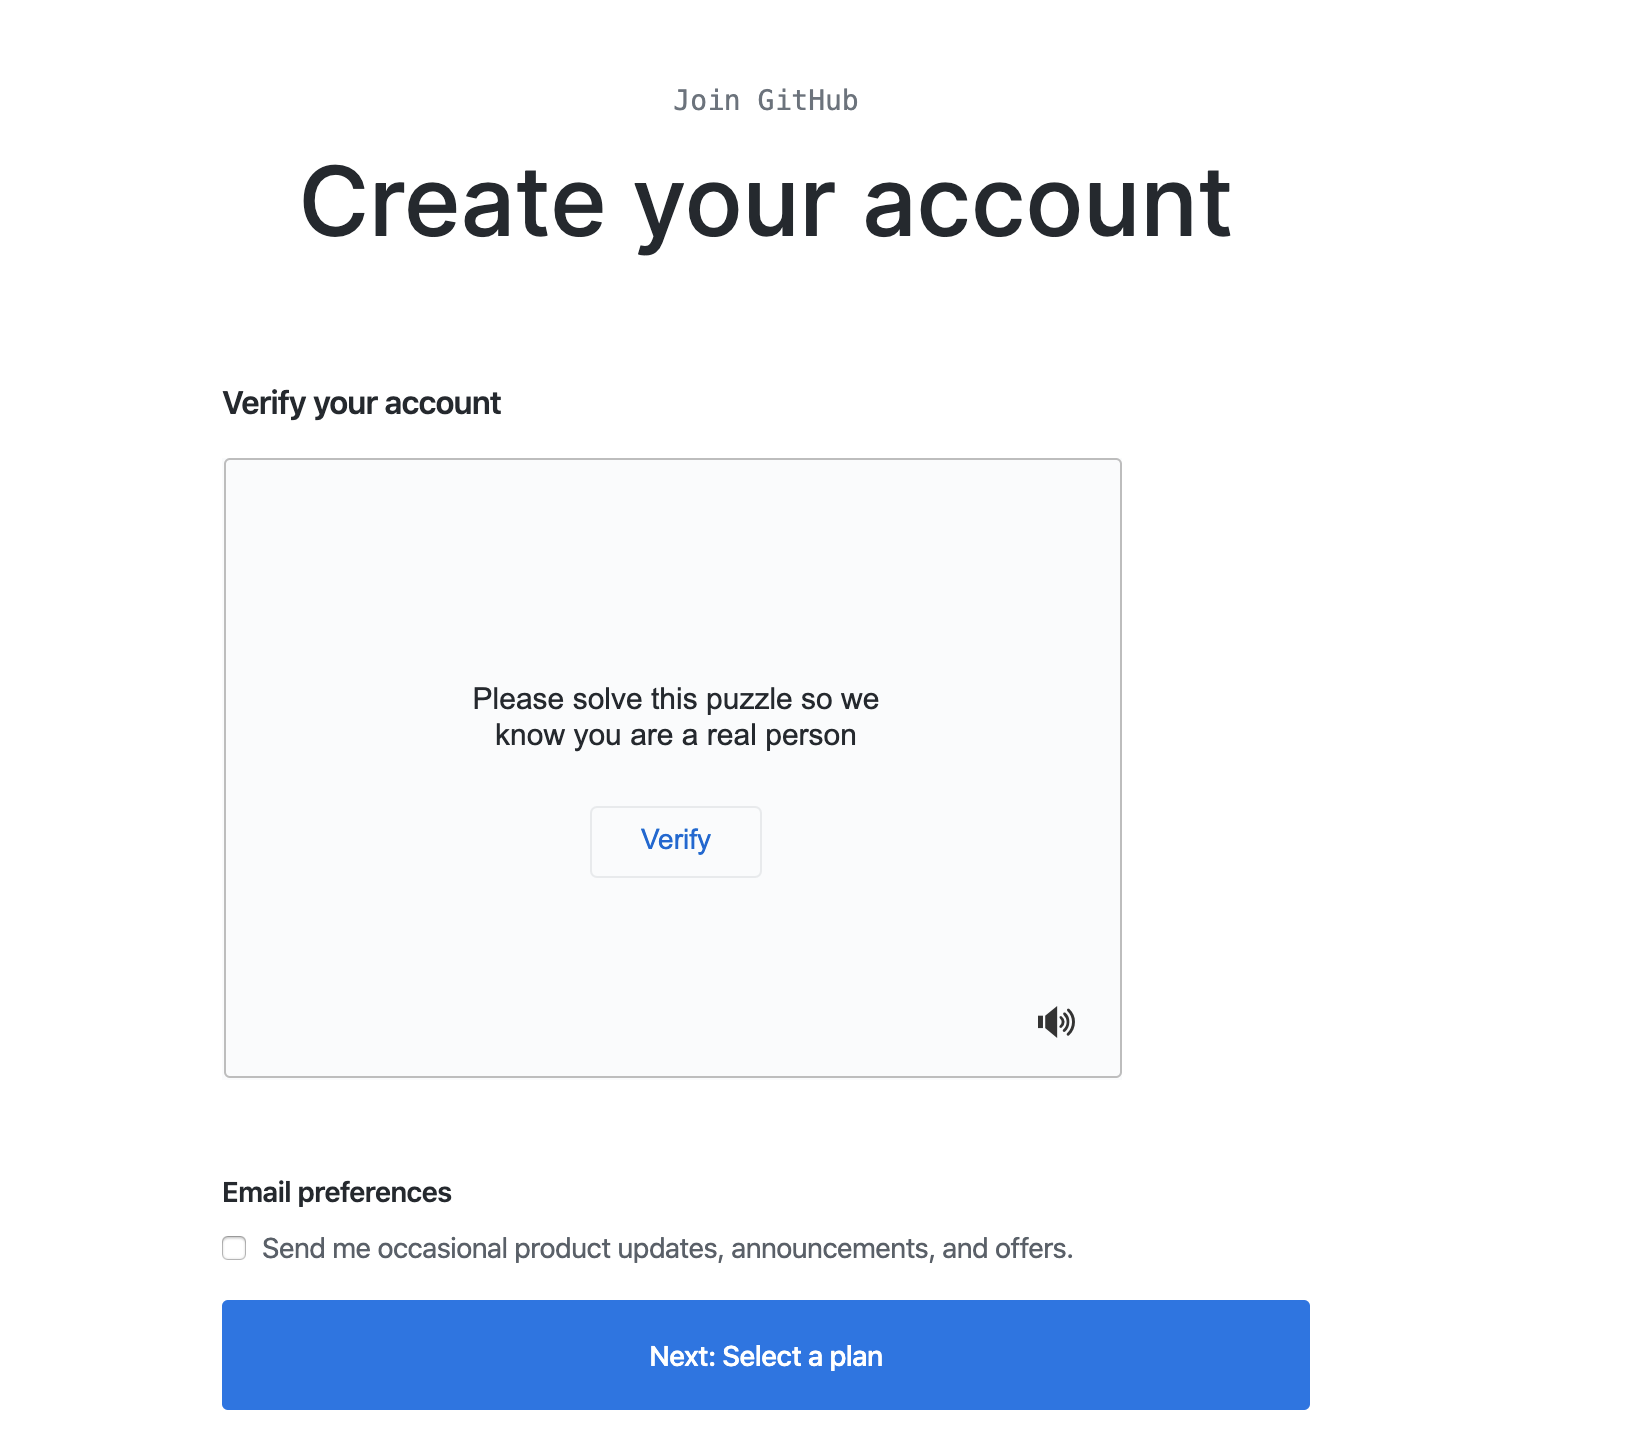 Join GitHub
Create your account
Verify your account
Please solve this puzzle so we
know you are a real person
Verify
Email preferences
Send me occasional product updates, announcements, and offers.
Next: Select a plan